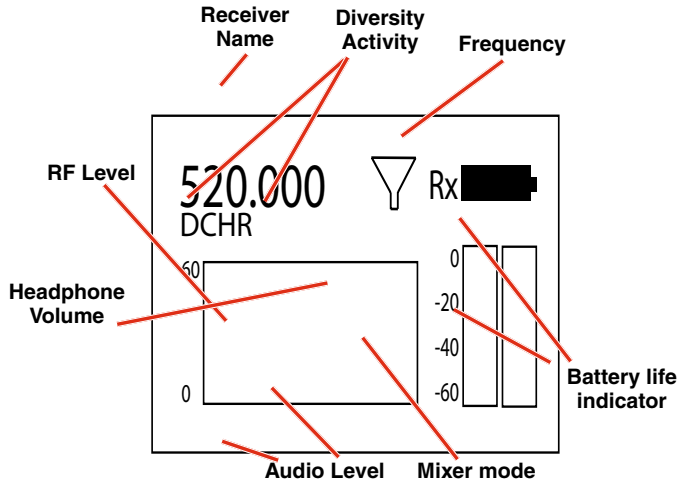 Receiver
Name
Diversity
Activity
Frequency
RF Level
520.000
Rx
DCHR
60
0
Headphone
Volume
0
-20
-40
-60
Battery life
indicator
Audio Level
Mixer mode